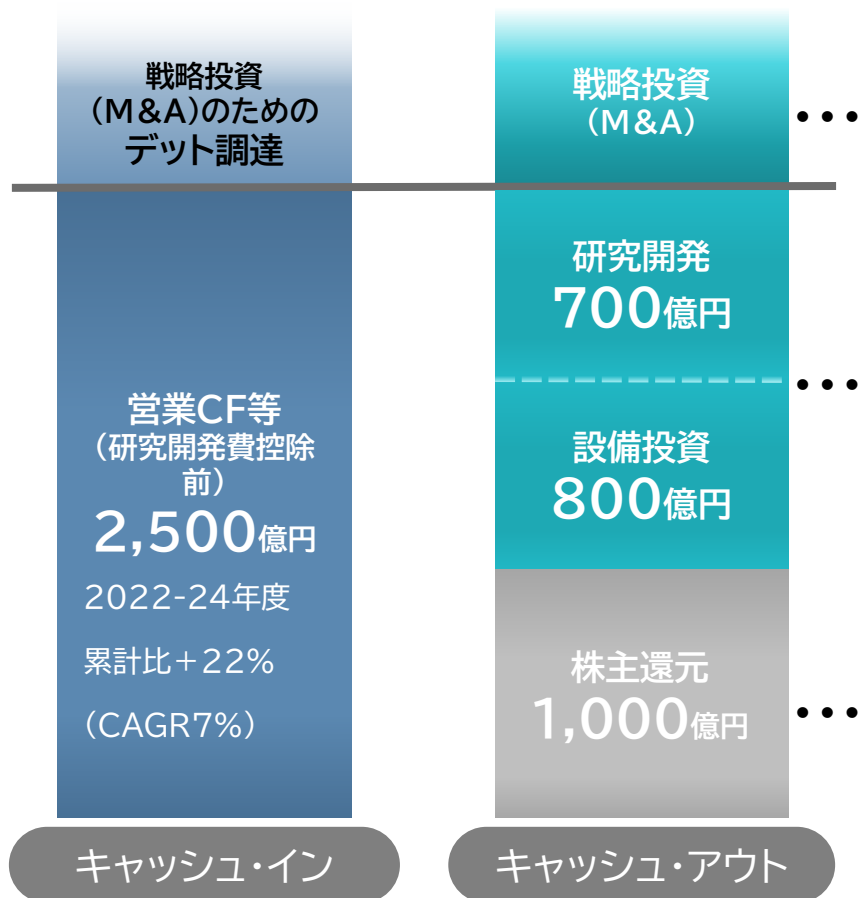 戦略投資
（M＆A）のための
デット調達
営業CF等
（研究開発費控除
前）
2,500億円
2022-24年度
累計比＋22%
（CAGR7%）
キャッシュ・イン
戦略投資
（M＆A）
•••
研究開発
700億円
•••
設備投資
800億円
株主還元
1,000億円
•••
キャッシュ・アウト